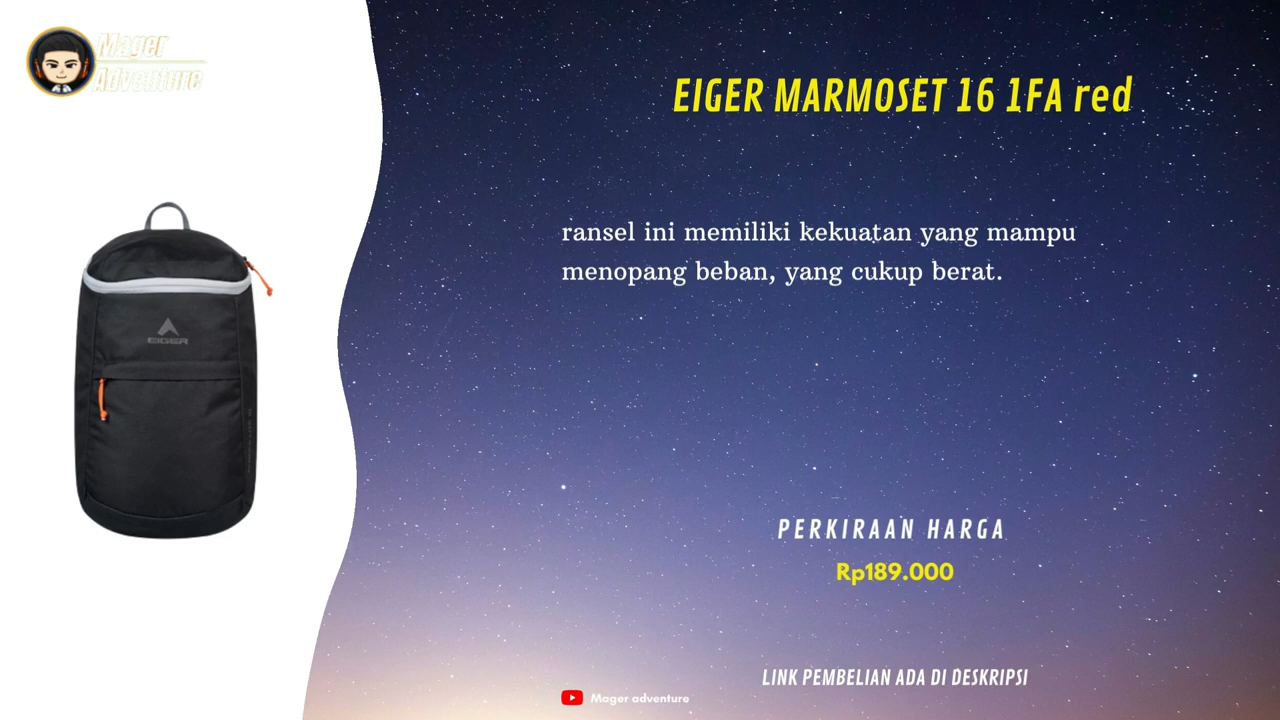 Mager
Adventure
EIGER MARMOSET 16 1FA red
ransel ini memiliki kekuatan yang mampu
menopang beban, yang cukup berat.
EIGER
PERKIRAAN HARGA
Rp189.000
LINK PEMBELIAN ADA DI DESKRIPSI
Mager adventure